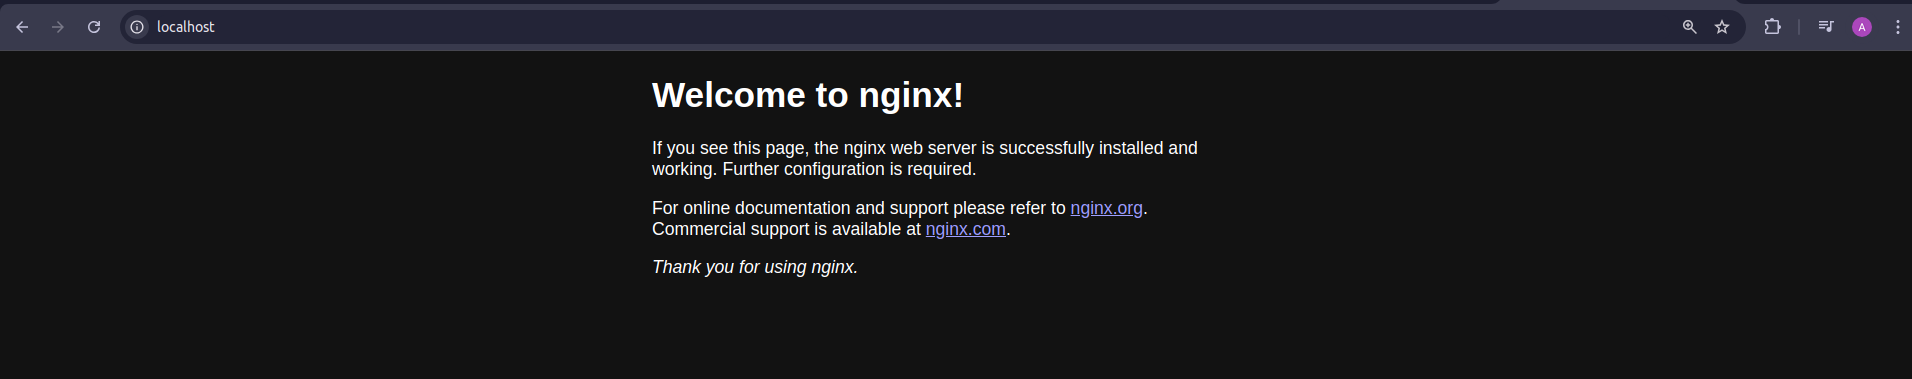 localhost
A
Welcome to nginx!
If you see this page, the nginx web server is successfully installed and
working. Further configuration is required.
For online documentation and support please refer to nginx.org.
Commercial support is available at nginx.com.
Thank you for using nginx.